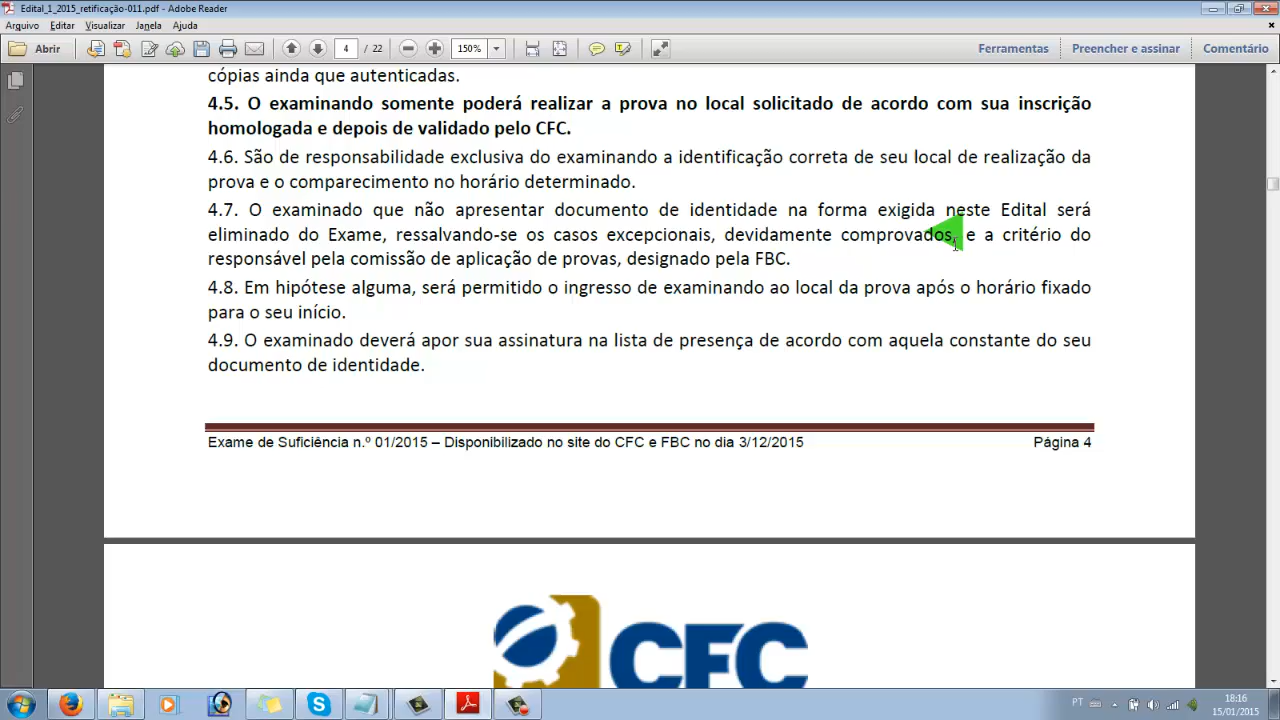 Edital_1_2015_retificação-011.pdf - Adobe Reader
Arquivo Editar Visualizar Janela Ajuda
Abrir 4 / 22 150% Ferramentas Preencher e assinar Comentário
cópias ainda que autenticadas.
4.5. O examinando somente poderá realizar a prova no local solicitado de acordo com sua inscrição
homologada e depois de validado pelo CFC.
4.6. São de responsabilidade exclusiva do examinando a identificação correta de seu local de realização da
prova e o comparecimento no horário determinado.
4.7. O examinado que não apresentar documento de identidade na forma exigida neste Edital será
eliminado do Exame, ressalvando-se os casos excepcionais, devidamente comprovados, e a critério do
responsável pela comissão de aplicação de provas, designado pela FBC.
4.8. Em hipótese alguma, será permitido o ingresso de examinando ao local da prova após o horário fixado
para o seu início.
4.9. O examinado deverá apor sua assinatura na lista de presença de acordo com aquela constante do seu
documento de identidade.
Exame de Suficiência n.º 01/2015 – Disponibilizado no site do CFC e FBC no dia 3/12/2015 Página 4
CFC
PT 18:16
15/01/2015